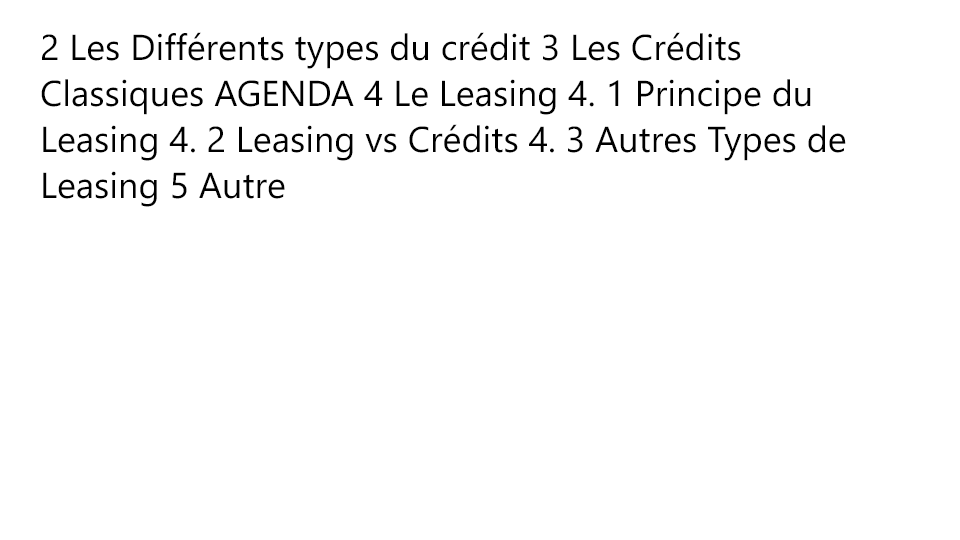 2 Les Différents types du crédit 3 Les Crédits
Classiques AGENDA 4 Le Leasing 4. 1 Principe du
Leasing 4. 2 Leasing vs Crédits 4. 3 Autres Types de
Leasing 5 Autre